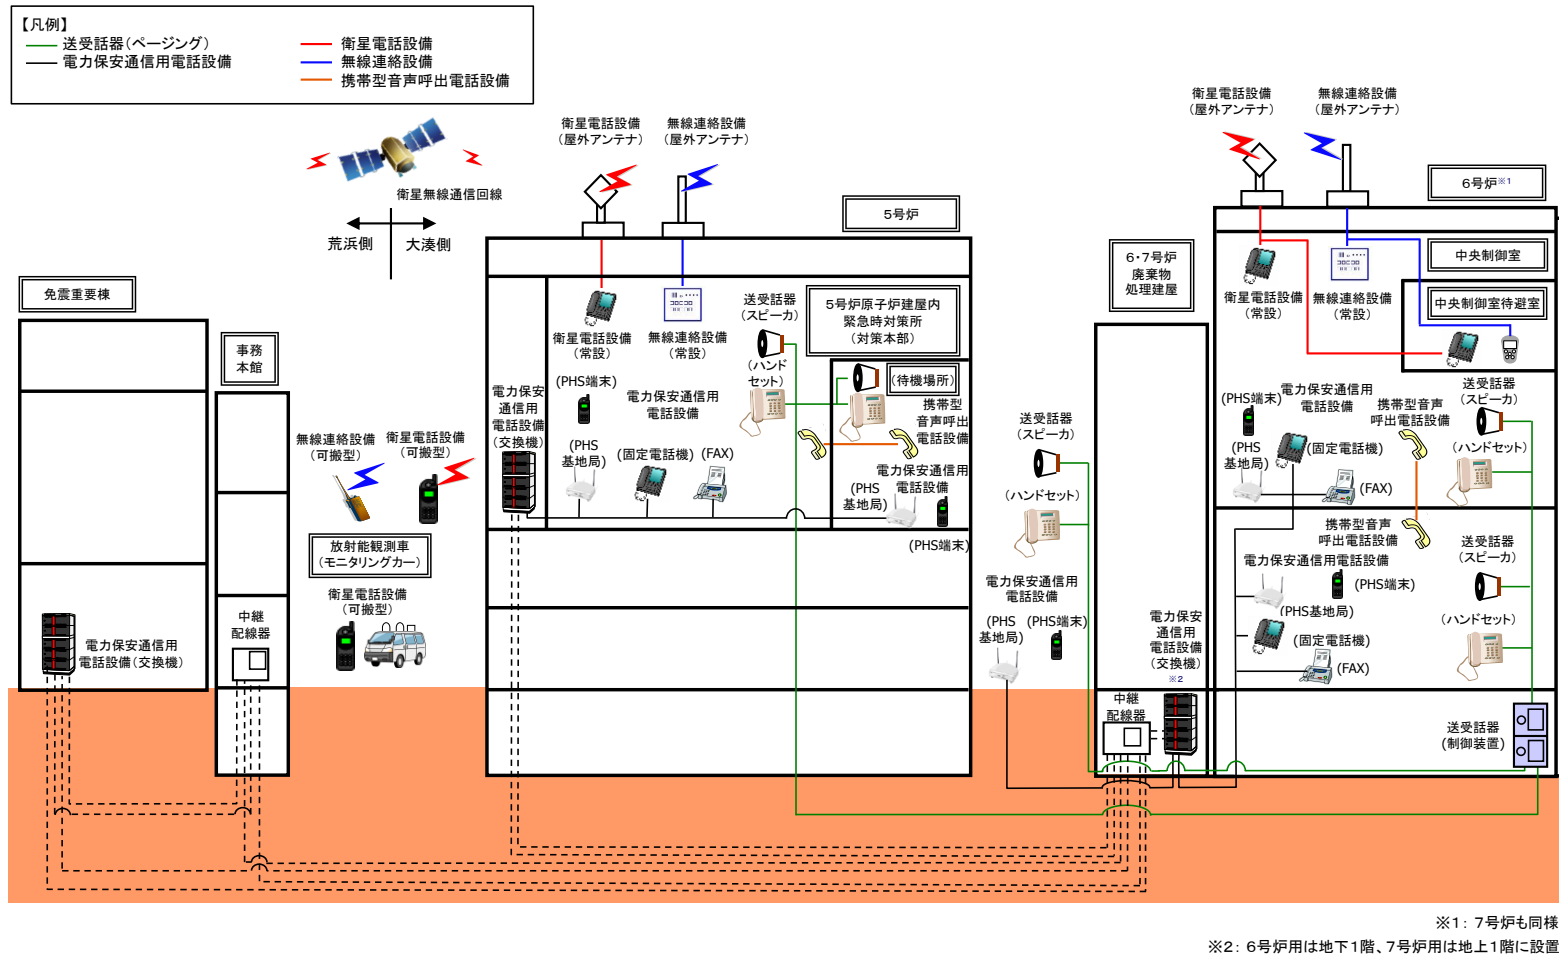 【凡例】
送受話器(ページング)
電力保安通信用電話設備
衛星電話設備
無線連絡設備
携帯型音声呼出電話設備
衛星無線通信回線
荒浜側
大湊側
免震重要棟
電力保安通信用
電話設備(交換機)
事務
本館
中継
配線器
無線連絡設備
(可搬型)
衛星電話設備
(可搬型)
放射能観測車
(モニタリングカー)
衛星電話設備
(可搬型)
衛星電話設備
(屋外アンテナ)
無線連絡設備
(屋外アンテナ)
5号炉
衛星電話設備
(常設)
無線連絡設備
(常設)
送受話器
(スピーカ)
(ハンド
セット)
5号炉原子炉建屋内
緊急時対策所
(対策本部)
(待機場所)
携帯型
音声呼出
電話設備
電力保安
通信用
電話設備
(交換機)
(PHS端末)
電力保安通信用
電話設備
(PHS
基地局)
(固定電話機)
(FAX)
電力保安通信用
電話設備
(PHS
基地局)
(PHS端末)
送受話器
(スピーカ)
(ハンドセット)
電力保安通信用
電話設備
(PHS
基地局)
(PHS端末)
6・7号炉
廃棄物
処理建屋
電力保安
通信用
電話設備
(交換機)
※2
中継
配線器
衛星電話設備
(屋外アンテナ)
無線連絡設備
(屋外アンテナ)
6号炉※1
中央制御室
中央制御室待避室
衛星電話設備
(常設)
無線連絡設備
(常設)
(PHS端末)
電力保安通信用
電話設備
(PHS
基地局)
(固定電話機)
(FAX)
携帯型音声
呼出電話設備
送受話器
(スピーカ)
(ハンドセット)
携帯型音声
呼出電話設備
電力保安通信用電話設備
(PHS端末)
(PHS基地局)
(固定電話機)
(FAX)
送受話器
(スピーカ)
(ハンドセット)
送受話器
(制御装置)
※1: 7号炉も同様
※2: 6号炉用は地下1階、7号炉用は地上1階に設置